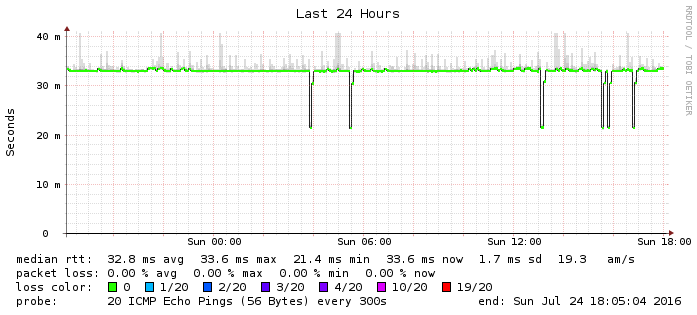 Last 24 Hours
RRDTOOL / TOBI OETIKER
Seconds
40 m
30 m
20 m
10 m
0
Sun 00:00 Sun 06:00 Sun 12:00 Sun 18:00
median rtt: 32.8 ms avg 33.6 ms max 21.4 ms min 33.6 ms now 1.7 ms sd 19.3 am/s
packet loss: 0.00 % avg 0.00 % max 0.00 % min 0.00 % now
loss color: 0 1/20 2/20 3/20 4/20 10/20 19/20
probe: 20 ICMP Echo Pings (56 Bytes) every 300s end: Sun Jul 24 18:05:04 2016